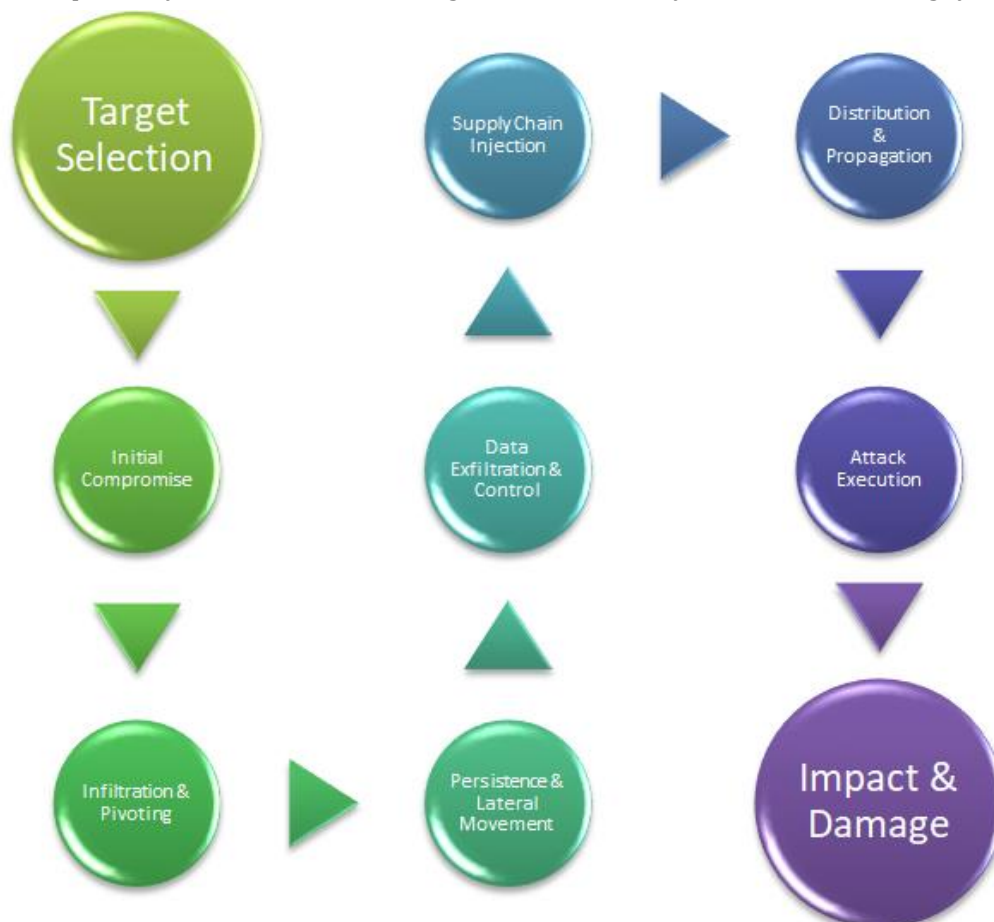 Target
Selection
Initial
Compromise
Infiltration &
Pivoting
Persistence &
Lateral
Movement
Data
Exfiltration &
Control
Supply Chain
Injection
Distribution
&
Propagation
Attack
Execution
Impact &
Damage